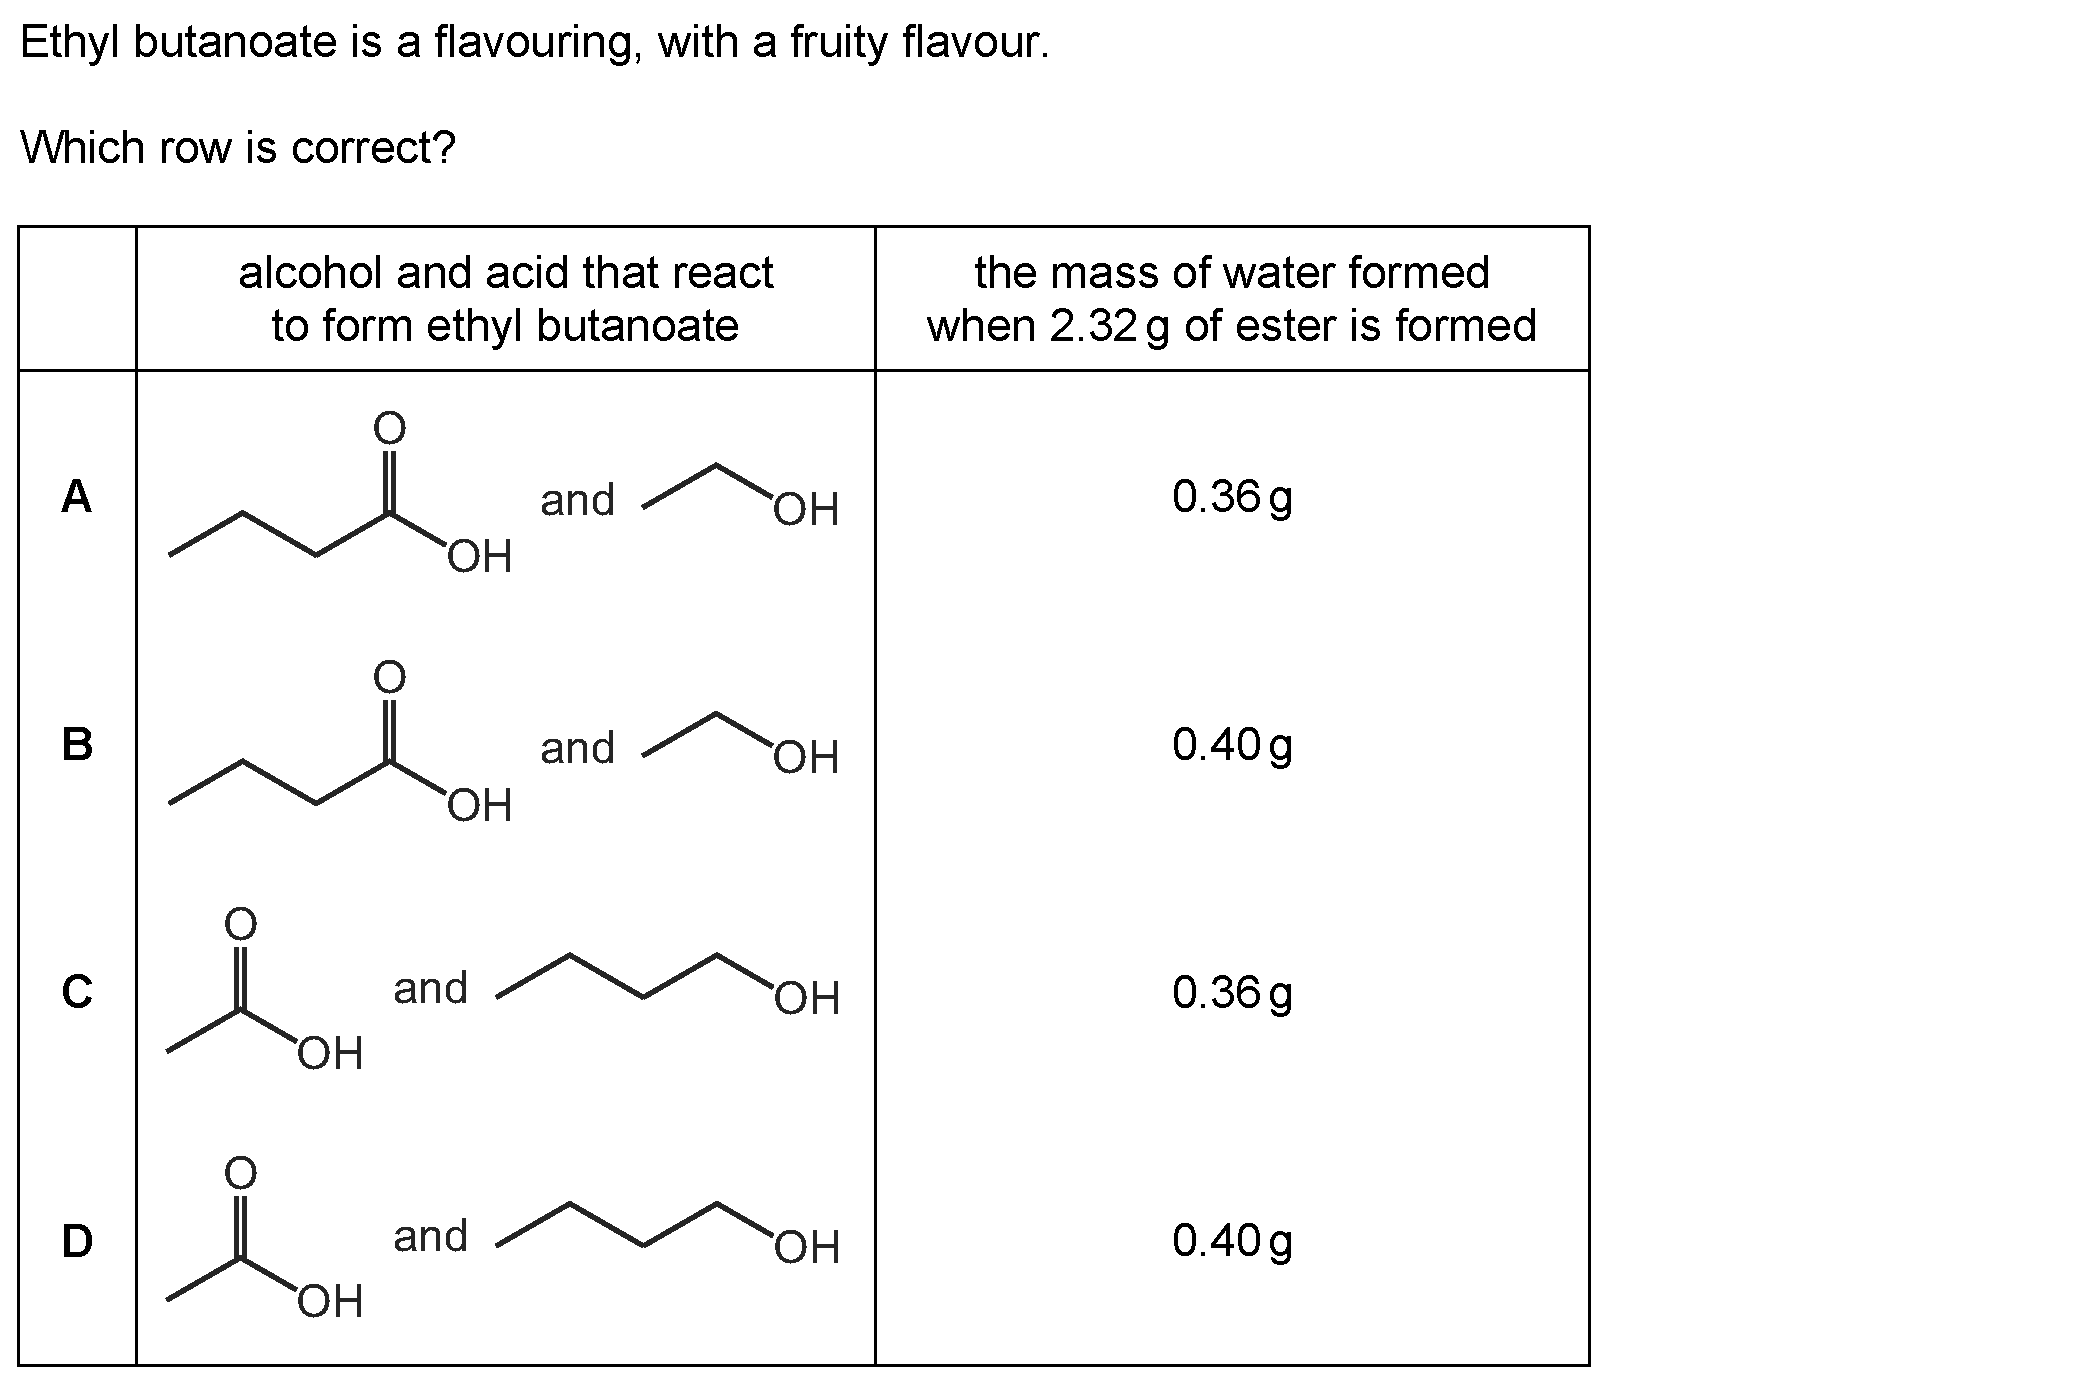 Ethyl butanoate is a flavouring, with a fruity flavour.
Which row is correct?
alcohol and acid that react
to form ethyl butanoate
the mass of water formed
when 2.32 g of ester is formed
A
O
OH
and
OH
0.36 g
B
O
OH
and
OH
0.40 g
C
O
OH
and
OH
0.36 g
D
O
OH
and
OH
0.40 g